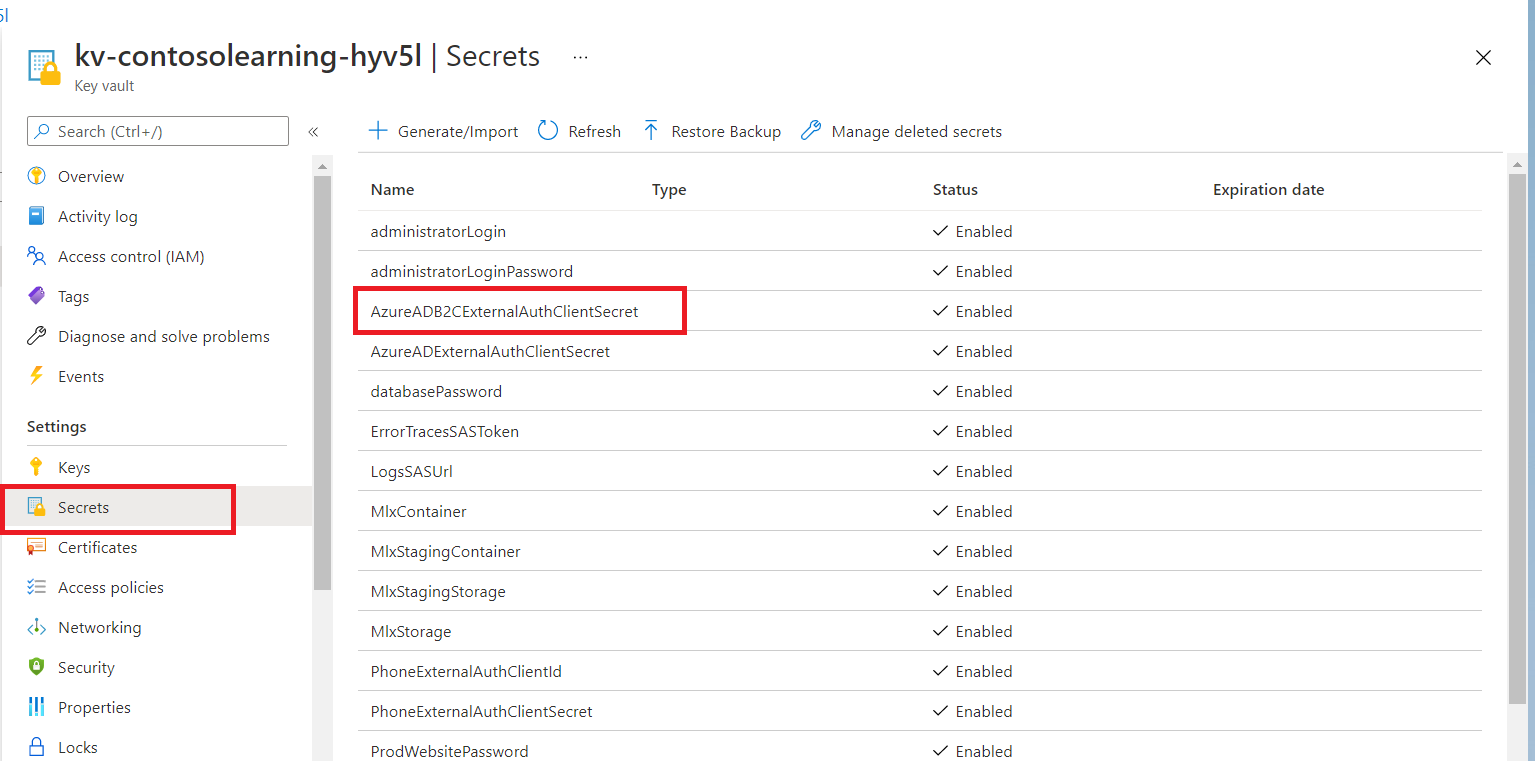 5l
kv-contosolearning-hyv5l | Secrets ...
Key vault
Search (Ctrl+/)
«
Overview
Activity log
Access control (IAM)
Tags
Diagnose and solve problems
Events
Settings
Keys
Secrets
Certificates
Access policies
Networking
Security
Properties
Locks
Generate/Import Refresh Restore Backup Manage deleted secrets
Name Type Status Expiration date
administratorLogin Enabled
administratorLoginPassword Enabled
AzureADB2CExternalAuthClientSecret Enabled
AzureADExternalAuthClientSecret Enabled
databasePassword Enabled
ErrorTracesSASToken Enabled
LogsSASUrl Enabled
MlxContainer Enabled
MlxStagingContainer Enabled
MlxStagingStorage Enabled
MlxStorage Enabled
PhoneExternalAuthClientId Enabled
PhoneExternalAuthClientSecret Enabled
ProdWebsitePassword Enabled